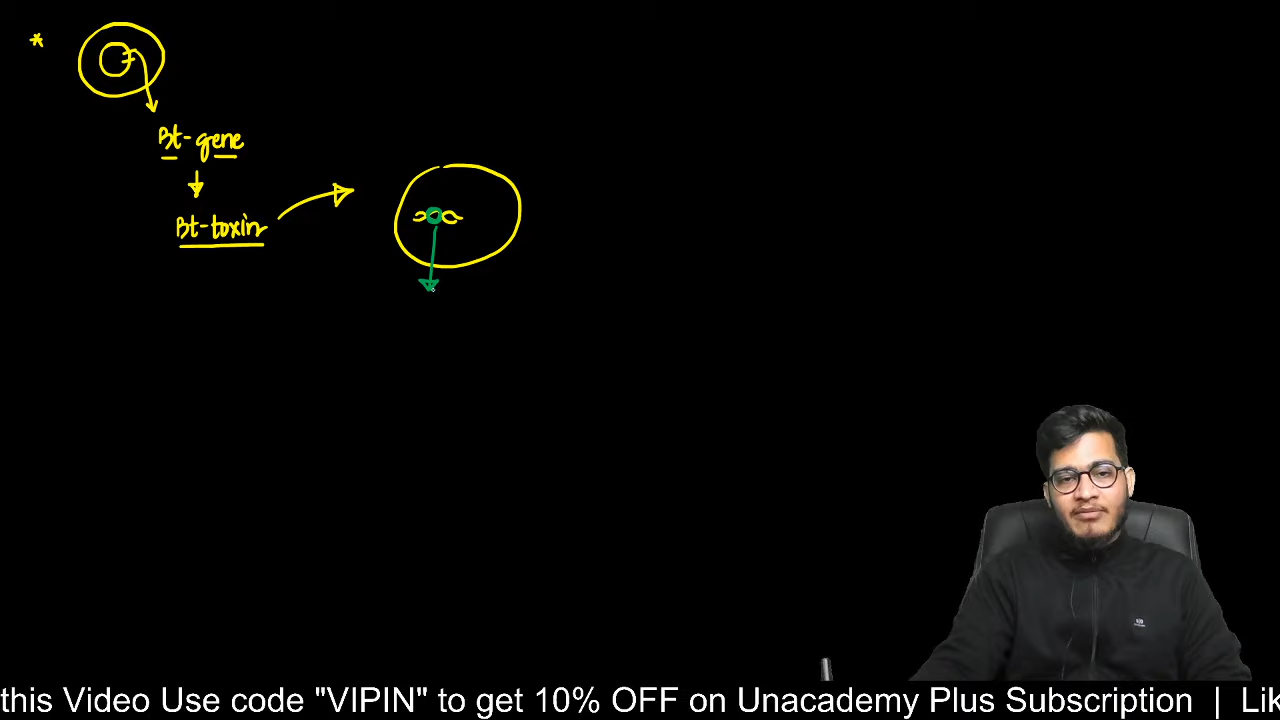 *
Bt-gene
Bt-toxin
this Video Use code "VIPIN" to get 10% OFF on Unacademy Plus Subscription | Lik